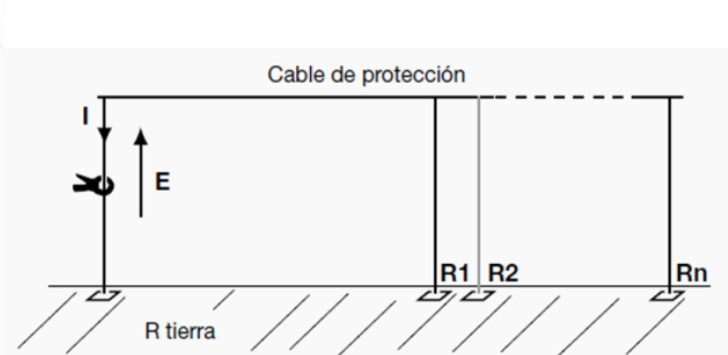 Cable de protección
I
E
R1 R2 Rn
R tierra